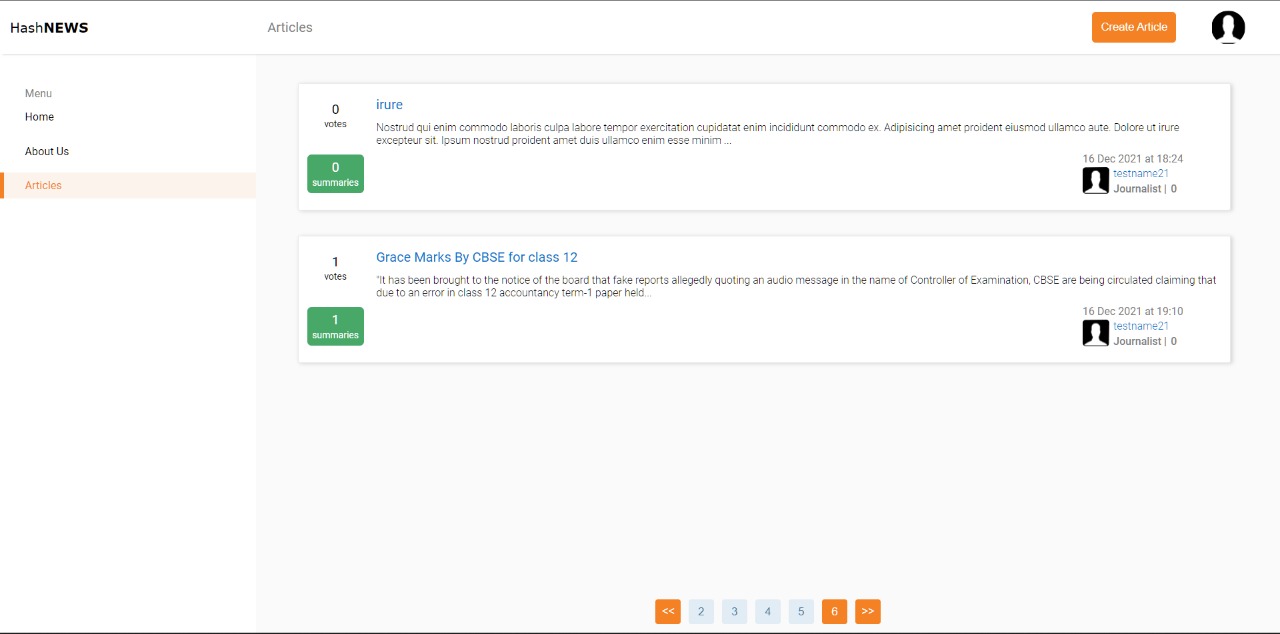 HashNEWS
Articles
Create Article
Menu
Home
About Us
Articles
0
votes
0
summaries
irure
Nostrud qui enim commodo laboris culpa labore tempor exercitation cupidatat enim incididunt commodo ex. Adipisicing amet proident eiusmod ullamco aute. Dolore ut irure
excepteur sit. Ipsum nostrud proident amet duis ullamco enim esse minim ...
16 Dec 2021 at 18:24
testname21
Journalist | 0
1
votes
1
summaries
Grace Marks By CBSE for class 12
"It has been brought to the notice of the board that fake reports allegedly quoting an audio message in the name of Controller of Examination, CBSE are being circulated claiming that
due to an error in class 12 accountancy term-1 paper held...
16 Dec 2021 at 19:10
testname21
Journalist | 0
<< 2 3 4 5 6 >>